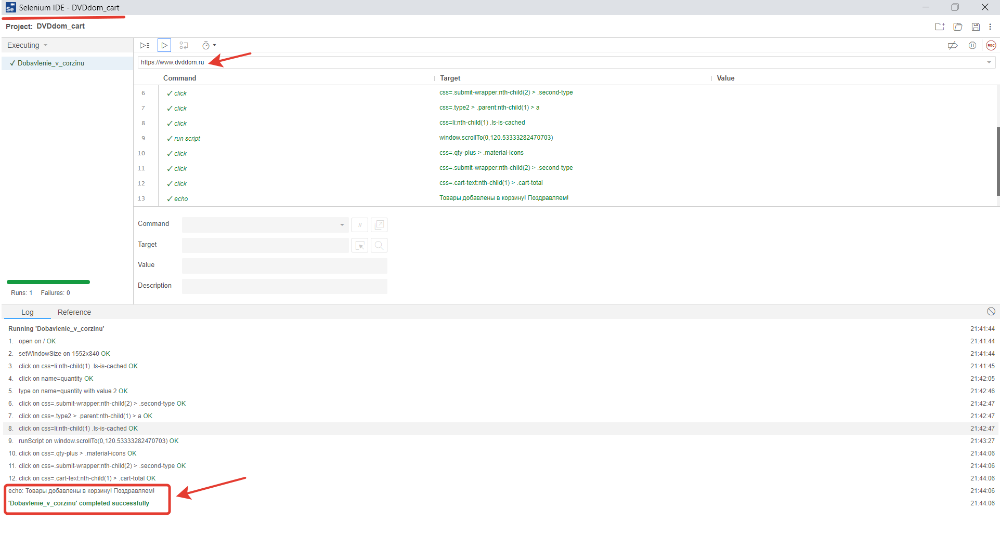 Selenium IDE - DVDdom_cart
Project: DVDdom_cart
Executing
✓ Dobavlenie_v_corzinu
https://www.dvddom.ru
REC
Command Target Value
6 ✓ click css=.submit-wrapper:nth-child(2) > .second-type
7 ✓ click css=.type2 > .parent:nth-child(1) > a
8 ✓ click css=li:nth-child(1) .ls-is-cached
9 ✓ run script window.scrollTo(0,120.53333282470703)
10 ✓ click css=.qty-plus > .material-icons
11 ✓ click css=.submit-wrapper:nth-child(2) > .second-type
12 ✓ click css=.cart-text:nth-child(1) > .cart-total
13 ✓ echo Товары добавлены в корзину! Поздравляем!
Command //
Target
Value
Description
Runs: 1 Failures: 0
Log Reference
Running 'Dobavlenie_v_corzinu' 21:41:44
1. open on / OK 21:41:44
2. setWindowSize on 1552x840 OK 21:41:44
3. click on css=li:nth-child(1) .ls-is-cached OK 21:41:45
4. click on name=quantity OK 21:42:05
5. type on name=quantity with value 2 OK 21:42:46
6. click on css=.submit-wrapper:nth-child(2) > .second-type OK 21:42:47
7. click on css=.type2 > .parent:nth-child(1) > a OK 21:42:47
8. click on css=li:nth-child(1) .ls-is-cached OK 21:42:47
9. runScript on window.scrollTo(0,120.53333282470703) OK 21:43:27
10. click on css=.qty-plus > .material-icons OK 21:44:06
11. click on css=.submit-wrapper:nth-child(2) > .second-type OK 21:44:06
12. click on css=.cart-text:nth-child(1) > .cart-total OK 21:44:06
echo: Товары добавлены в корзину! Поздравляем! 21:44:06
'Dobavlenie_v_corzinu' completed successfully 21:44:06